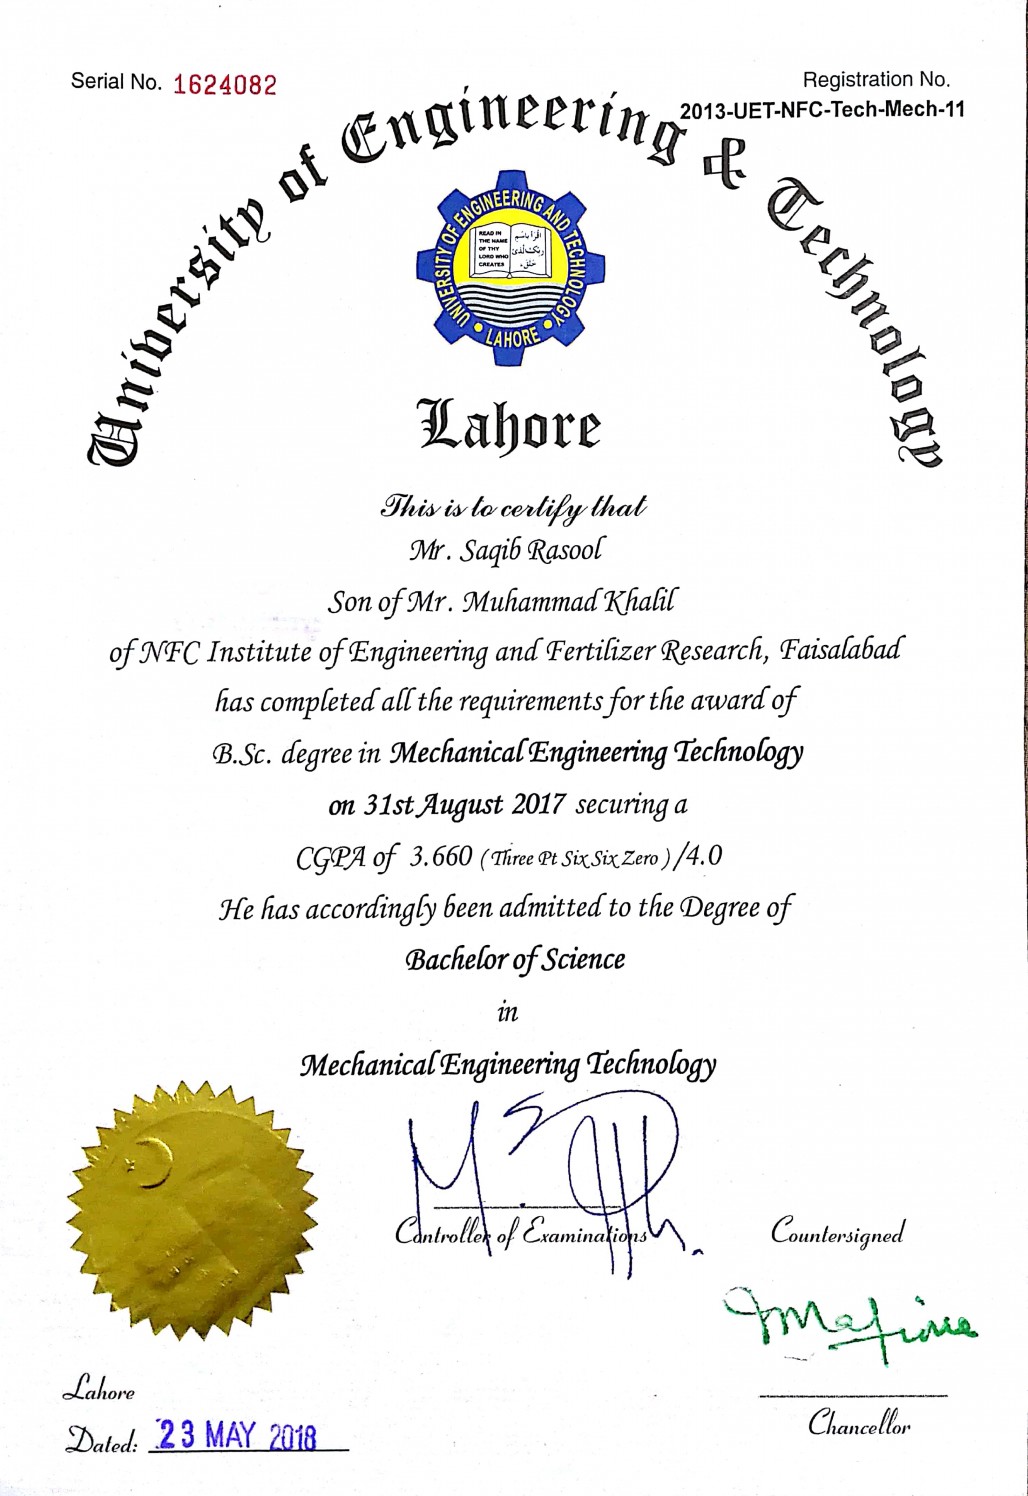 Serial No. 1624082
Registration No.
2013-UET-NFC-Tech-Mech-11
University of Engineering & Technology
UNIVERSITY OF ENGINEERING AND TECHNOLOGY
LAHORE
READ IN
THE NAME
OF THY
LORD WHO
CREATES
اقرأ باسم
ربك الذي
خلق
Lahore
This is to certify that
Mr. Saqib Rasool
Son of Mr. Muhammad Khalil
of NFC Institute of Engineering and Fertilizer Research, Faisalabad
has completed all the requirements for the award of
B.Sc. degree in Mechanical Engineering Technology
on 31st August 2017 securing a
CGPA of 3.660 (Three Pt Six Six Zero)/4.0
He has accordingly been admitted to the Degree of
Bachelor of Science
in
Mechanical Engineering Technology
Controller of Examinations
Countersigned
Lahore
Dated: 23 MAY 2018
Chancellor